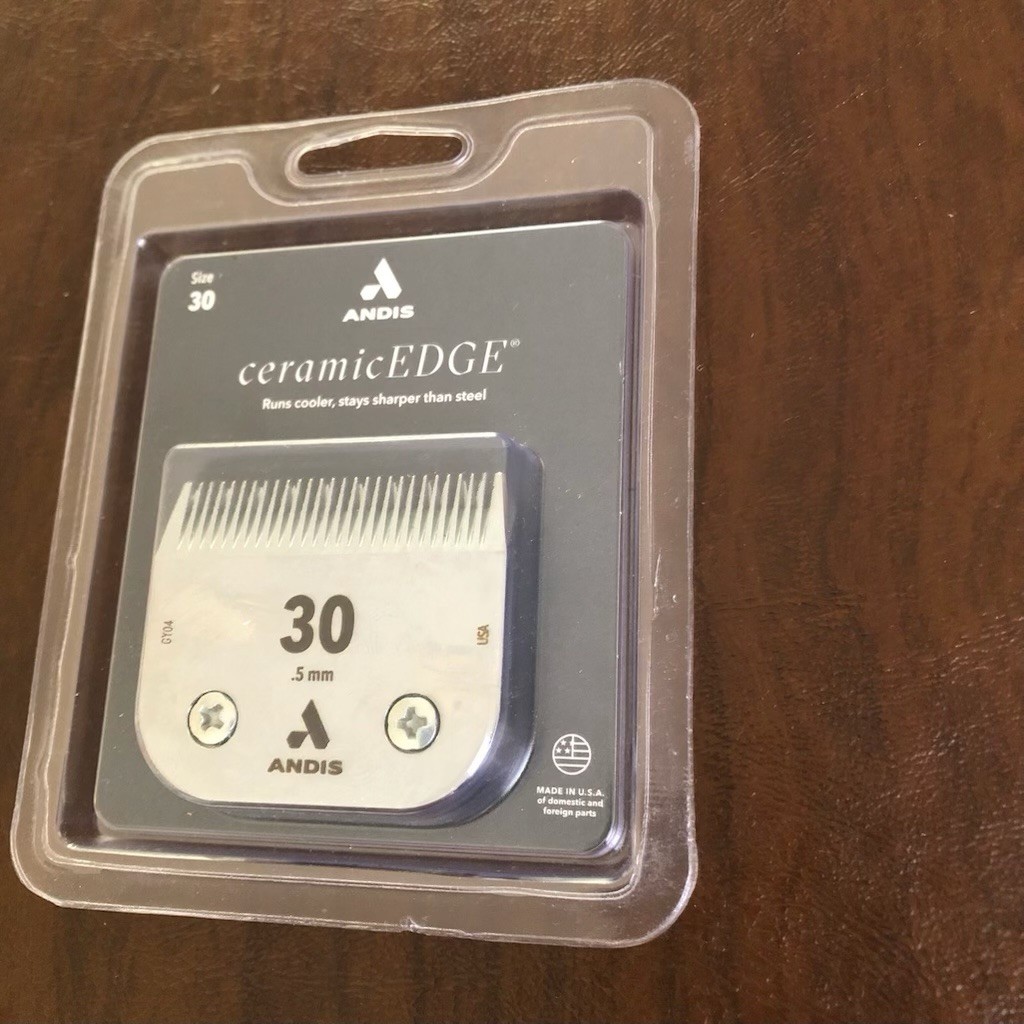 Size
30
ANDIS
ceramicEDGE®
Runs cooler, stays sharper than steel
30
.5 mm
GY04
USA
ANDIS
MADE IN U.S.A.
of domestic and
foreign parts